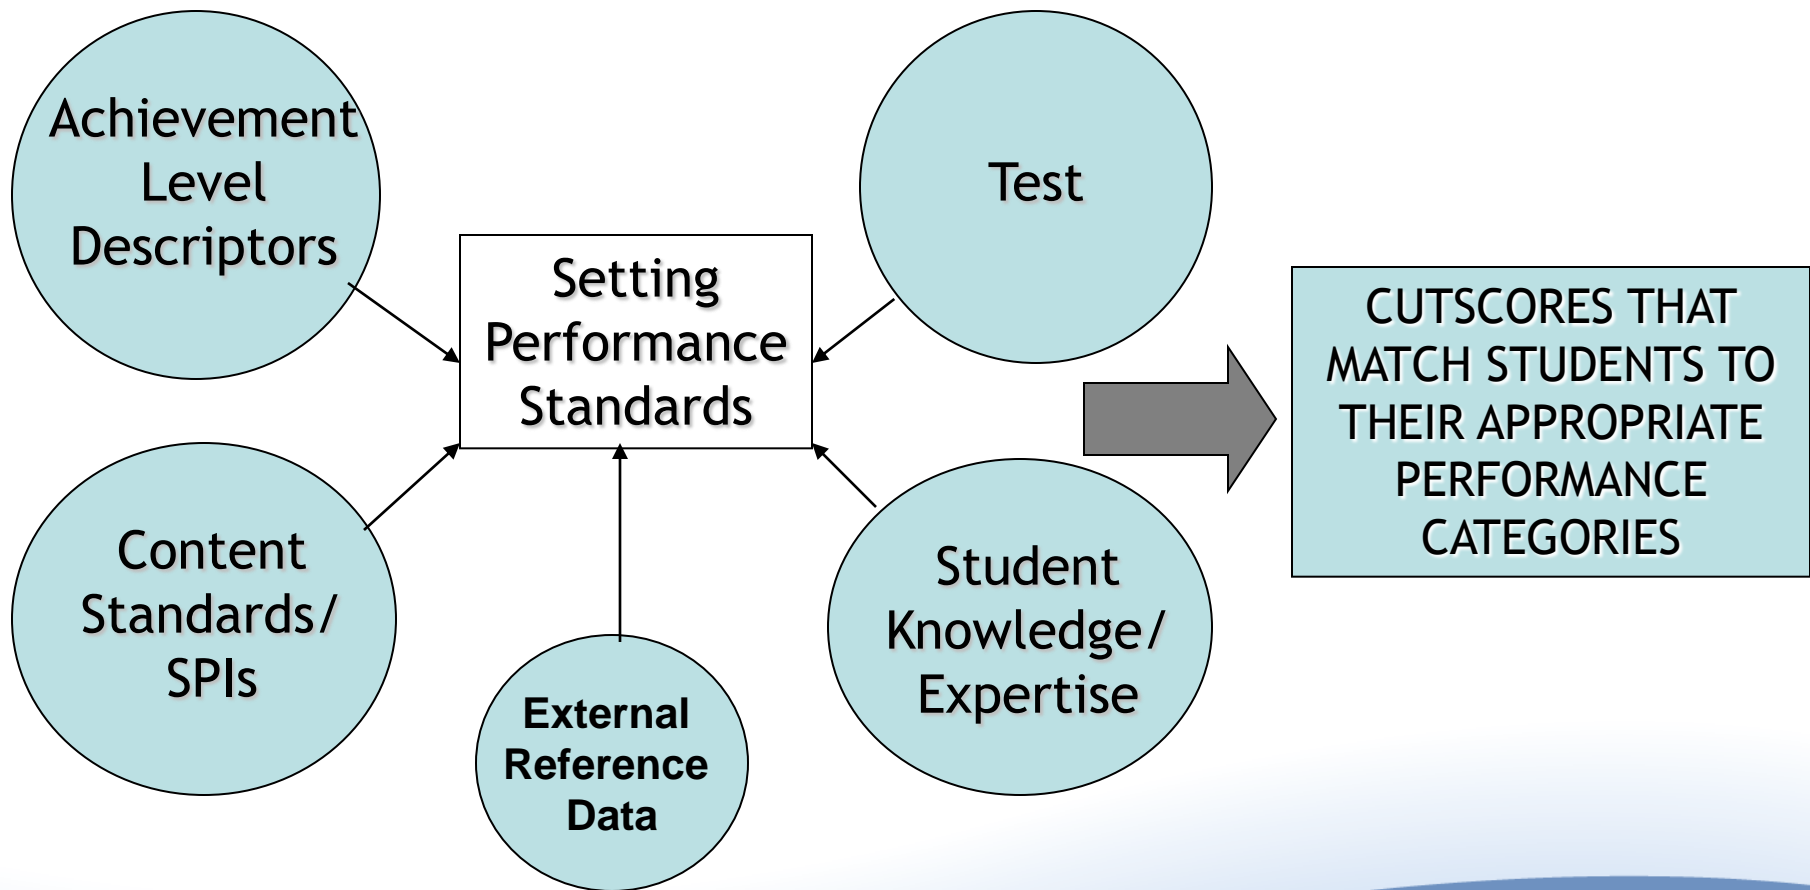 Achievement
Level
Descriptors
Test
Setting
Performance
Standards
CUTSCORES THAT
MATCH STUDENTS TO
THEIR APPROPRIATE
PERFORMANCE
CATEGORIES
Content
Standards/
SPIs
External
Reference
Data
Student
Knowledge/
Expertise